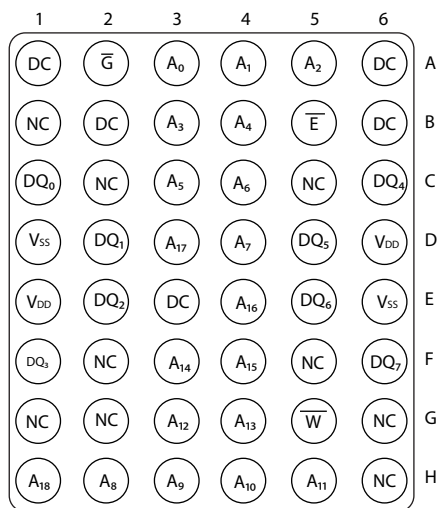 1 2 3 4 5 6
DC G̅ A₀ A₁ A₂ DC A
NC DC A₃ A₄ E̅ DC B
DQ₀ NC A₅ A₆ NC DQ₄ C
Vss DQ₁ A₁₇ A₇ DQ₅ VDD D
VDD DQ₂ DC A₁₆ DQ₆ Vss E
DQ₃ NC A₁₄ A₁₅ NC DQ₇ F
NC NC A₁₂ A₁₃ W̅ NC G
A₁₈ A₈ A₉ A₁₀ A₁₁ NC H